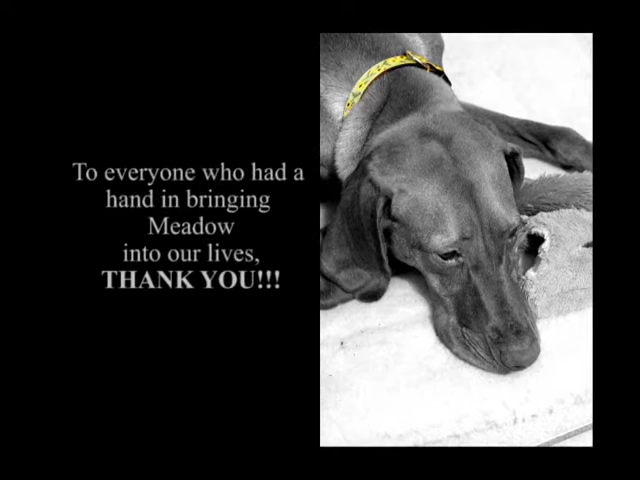 To everyone who had a
hand in bringing
Meadow
into our lives,
THANK YOU!!!